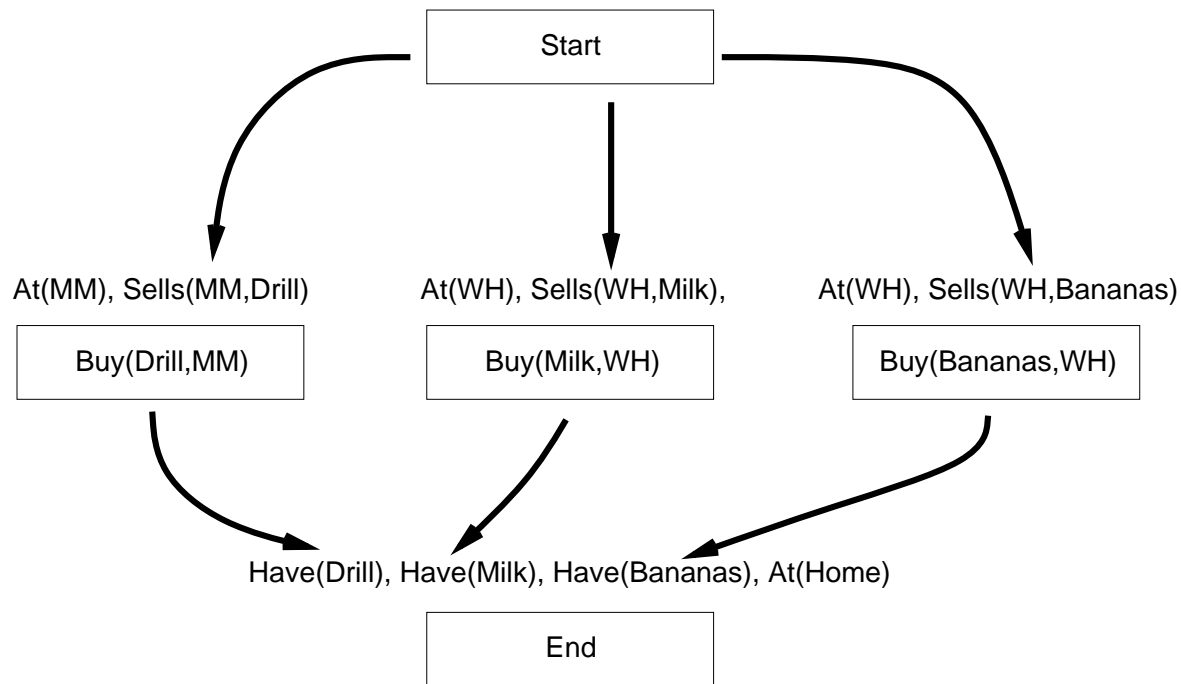 Start
At(MM), Sells(MM,Drill)
At(WH), Sells(WH,Milk),
At(WH), Sells(WH,Bananas)
Buy(Drill,MM)
Buy(Milk,WH)
Buy(Bananas,WH)
Have(Drill), Have(Milk), Have(Bananas), At(Home)
End